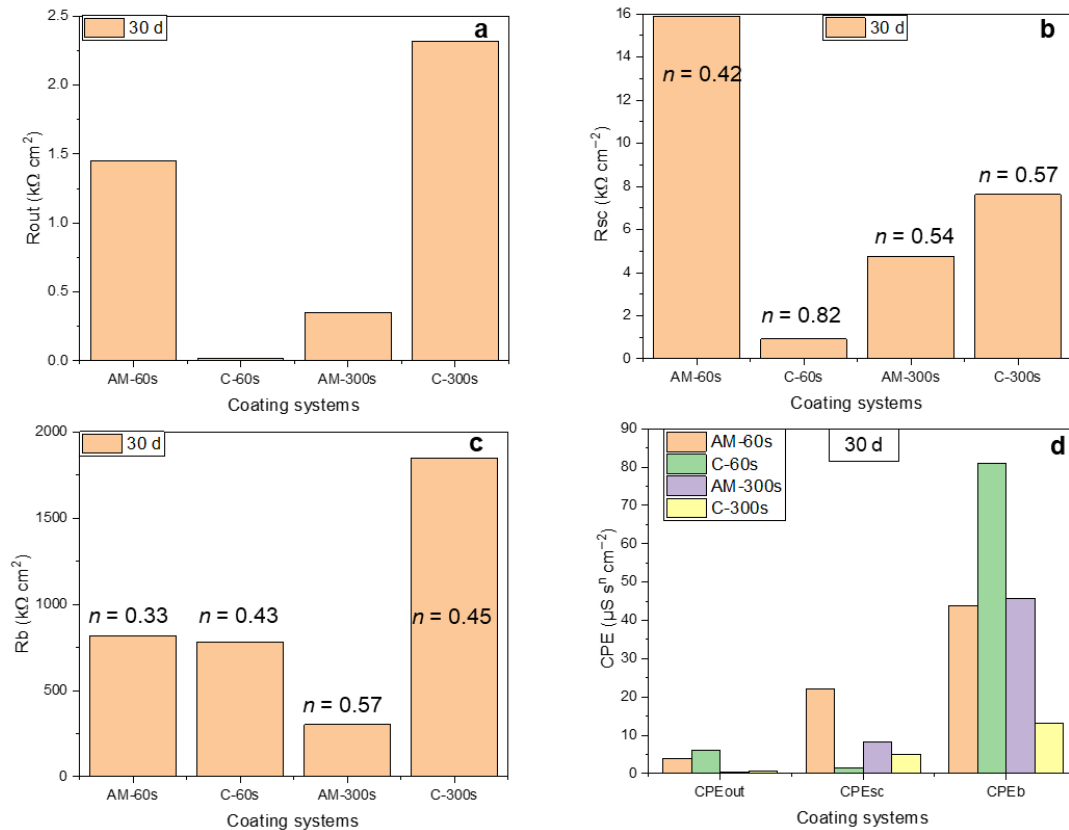 a
30 d
2.5
2.0
1.5
1.0
0.5
0.0
Rout (kΩ cm²)
AM-60s C-60s AM-300s C-300s
Coating systems
b
30 d
16
14
12
10
8
6
4
2
0
Rsc (kΩ cm⁻²)
n = 0.42
n = 0.82
n = 0.54
n = 0.57
AM-60s C-60s AM-300s C-300s
Coating systems
c
30 d
2000
1500
1000
500
0
Rb (kΩ cm²)
n = 0.33
n = 0.43
n = 0.57
n = 0.45
AM-60s C-60s AM-300s C-300s
Coating systems
d
AM-60s
C-60s
AM-300s
C-300s
30 d
90
80
70
60
50
40
30
20
10
0
CPE (µS sⁿ cm⁻²)
CPEout CPEsc CPEb
Coating systems